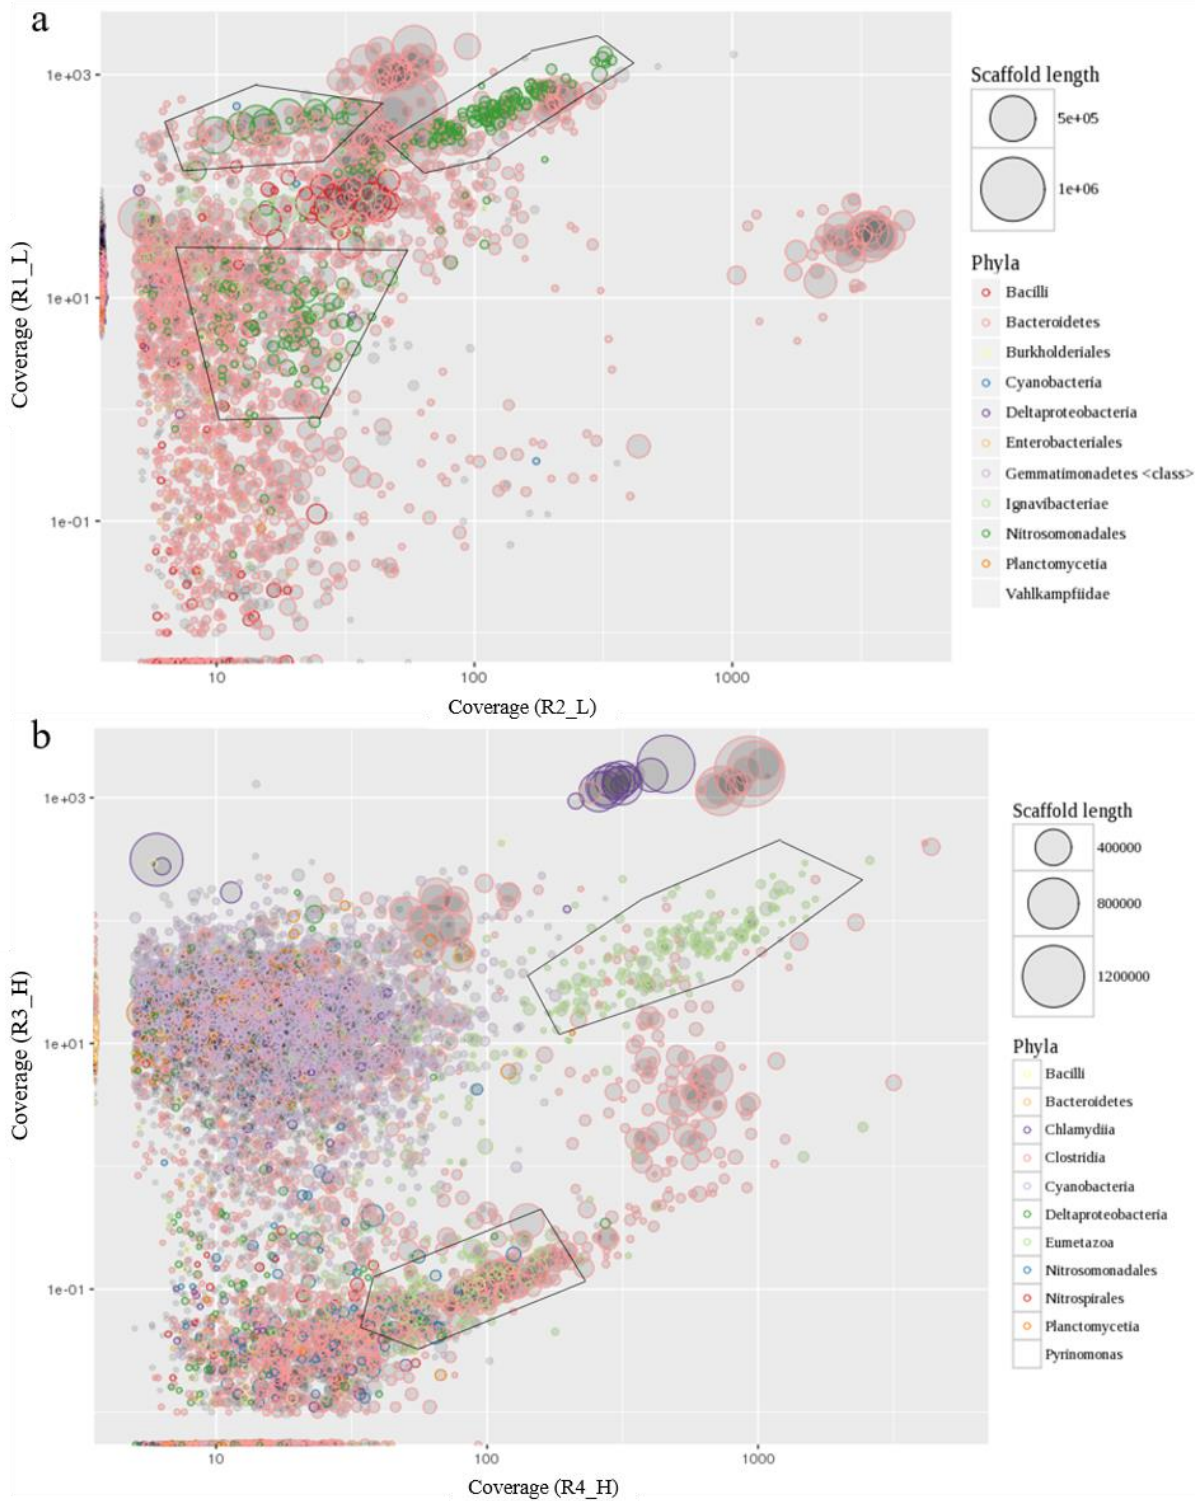 a
Coverage (R1_L)
1e+03
1e+01
1e-01
10
100
1000
Coverage (R2_L)
Scaffold length
5e+05
1e+06
Phyla
Bacilli
Bacteroidetes
Burkholderiales
Cyanobacteria
Deltaproteobacteria
Enterobacteriales
Gemmatimonadetes <class>
Ignavibacteriae
Nitrosomonadales
Planctomycetia
Vahlkampfiidae
b
Coverage (R3_H)
1e+03
1e+01
1e-01
10
100
1000
Coverage (R4_H)
Scaffold length
400000
800000
1200000
Phyla
Bacilli
Bacteroidetes
Chlamydiia
Clostridia
Cyanobacteria
Deltaproteobacteria
Eumetazoa
Nitrosomonadales
Nitrospirales
Planctomycetia
Pyrinomonas